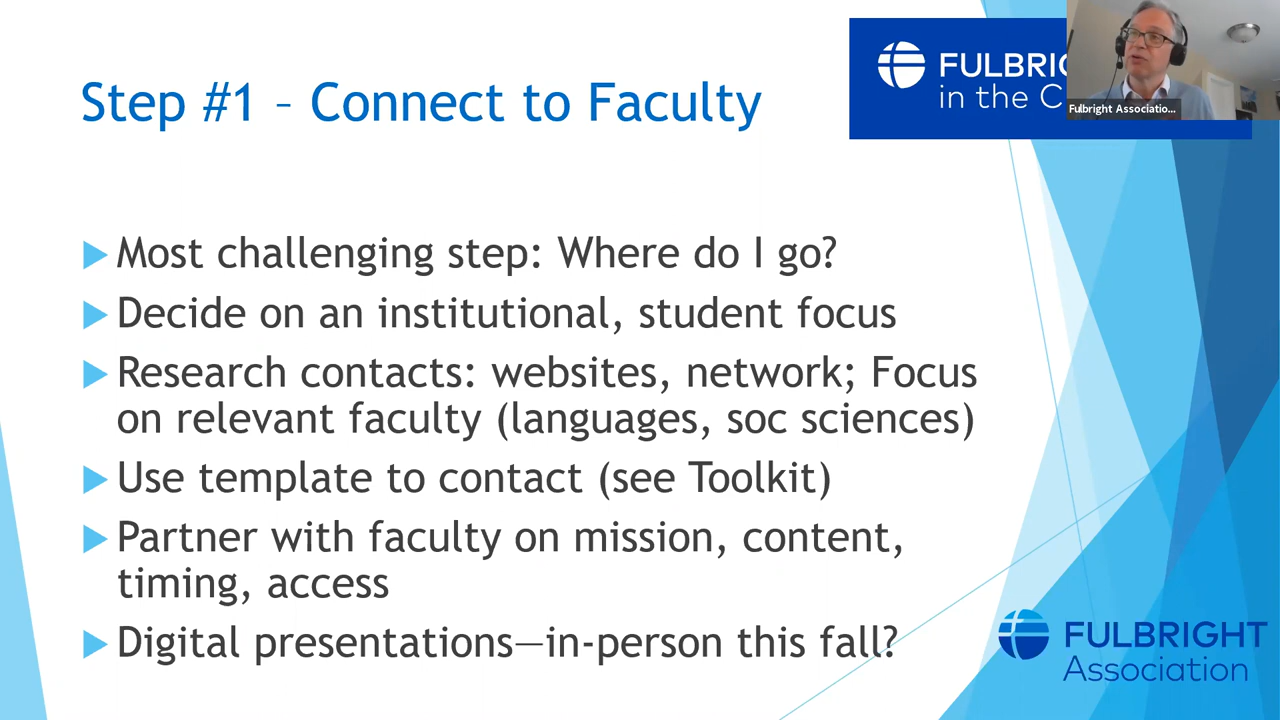 Step #1 – Connect to Faculty
FULBRIG
in the C
Fulbright Associatio...
Most challenging step: Where do I go?
Decide on an institutional, student focus
Research contacts: websites, network; Focus
on relevant faculty (languages, soc sciences)
Use template to contact (see Toolkit)
Partner with faculty on mission, content,
timing, access
Digital presentations—in-person this fall?
FULBRIGHT
Association